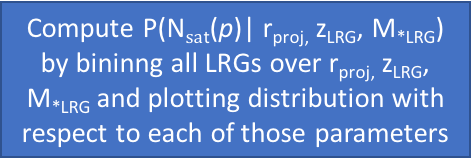 Compute P(Nsat(p)| rproj, zLRG, M*LRG)
by bininng all LRGs over rproj, zLRG,
M*LRG and plotting distribution with
respect to each of those parameters